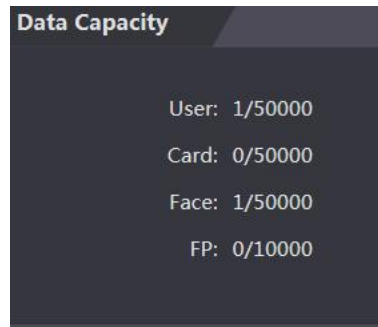 Data Capacity
User: 1/50000
Card: 0/50000
Face: 1/50000
FP: 0/10000